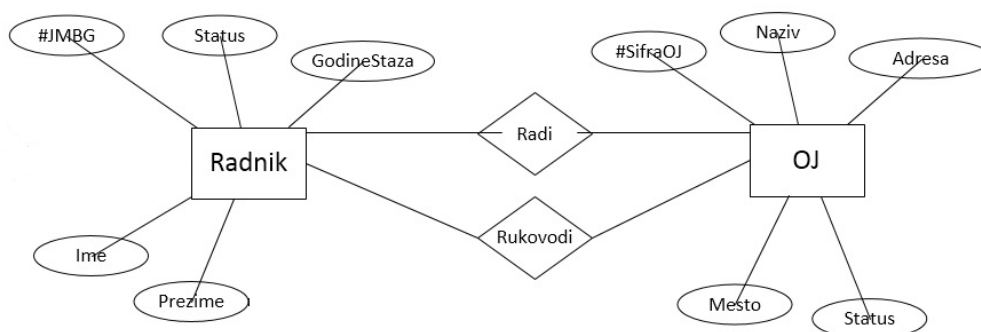 #JMBG
Status
GodineStaza
#SifraOJ
Naziv
Adresa
Radnik
Radi
OJ
Rukovodi
Ime
Prezime
Mesto
Status